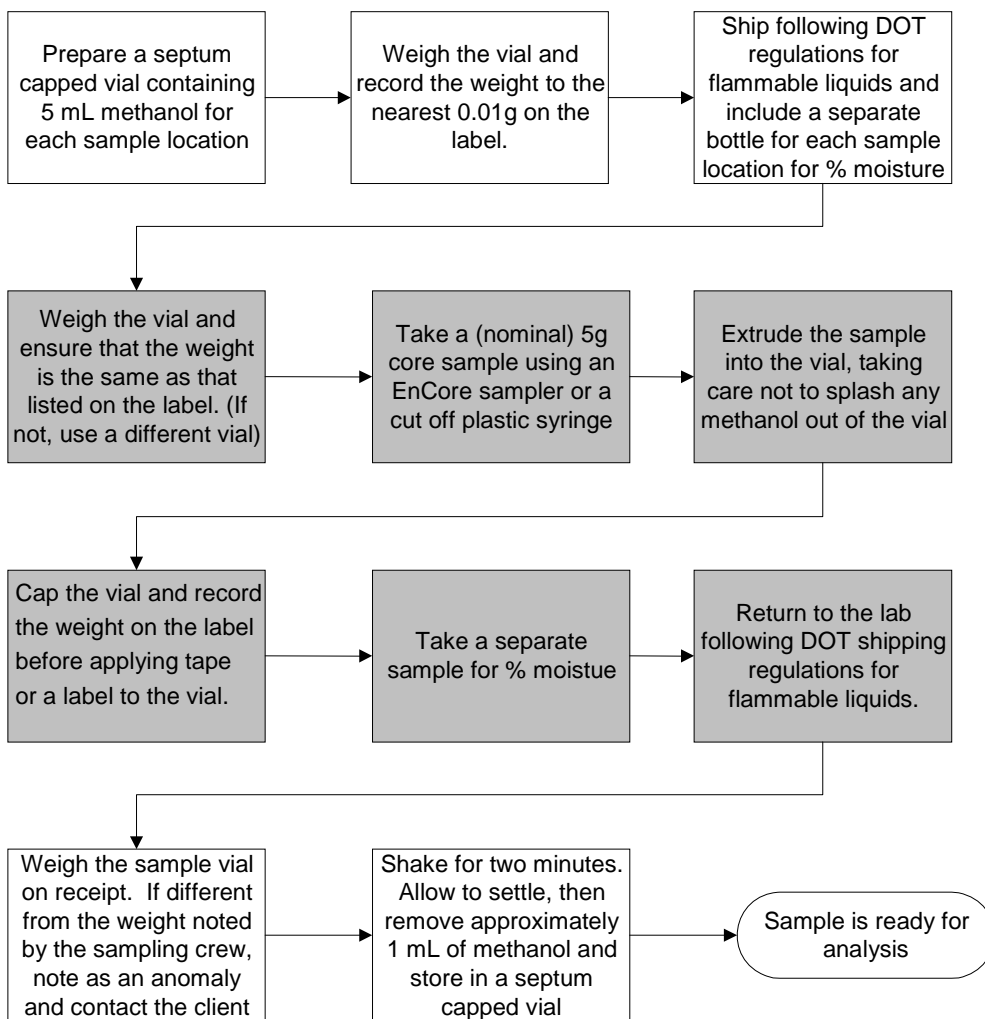 Prepare a septum
capped vial containing
5 mL methanol for
each sample location
Weigh the vial and
record the weight to the
nearest 0.01g on the
label.
Ship following DOT
regulations for
flammable liquids and
include a separate
bottle for each sample
location for % moisture
Weigh the vial and
ensure that the weight
is the same as that
listed on the label. (If
not, use a different vial)
Take a (nominal) 5g
core sample using an
EnCore sampler or a
cut off plastic syringe
Extrude the sample
into the vial, taking
care not to splash any
methanol out of the vial
Cap the vial and record
the weight on the label
before applying tape
or a label to the vial.
Take a separate
sample for % moistue
Return to the lab
following DOT shipping
regulations for
flammable liquids.
Weigh the sample vial
on receipt.  If different
from the weight noted
by the sampling crew,
note as an anomaly
and contact the client
Shake for two minutes.
Allow to settle, then
remove approximately
1 mL of methanol and
store in a septum
capped vial
Sample is ready for
analysis